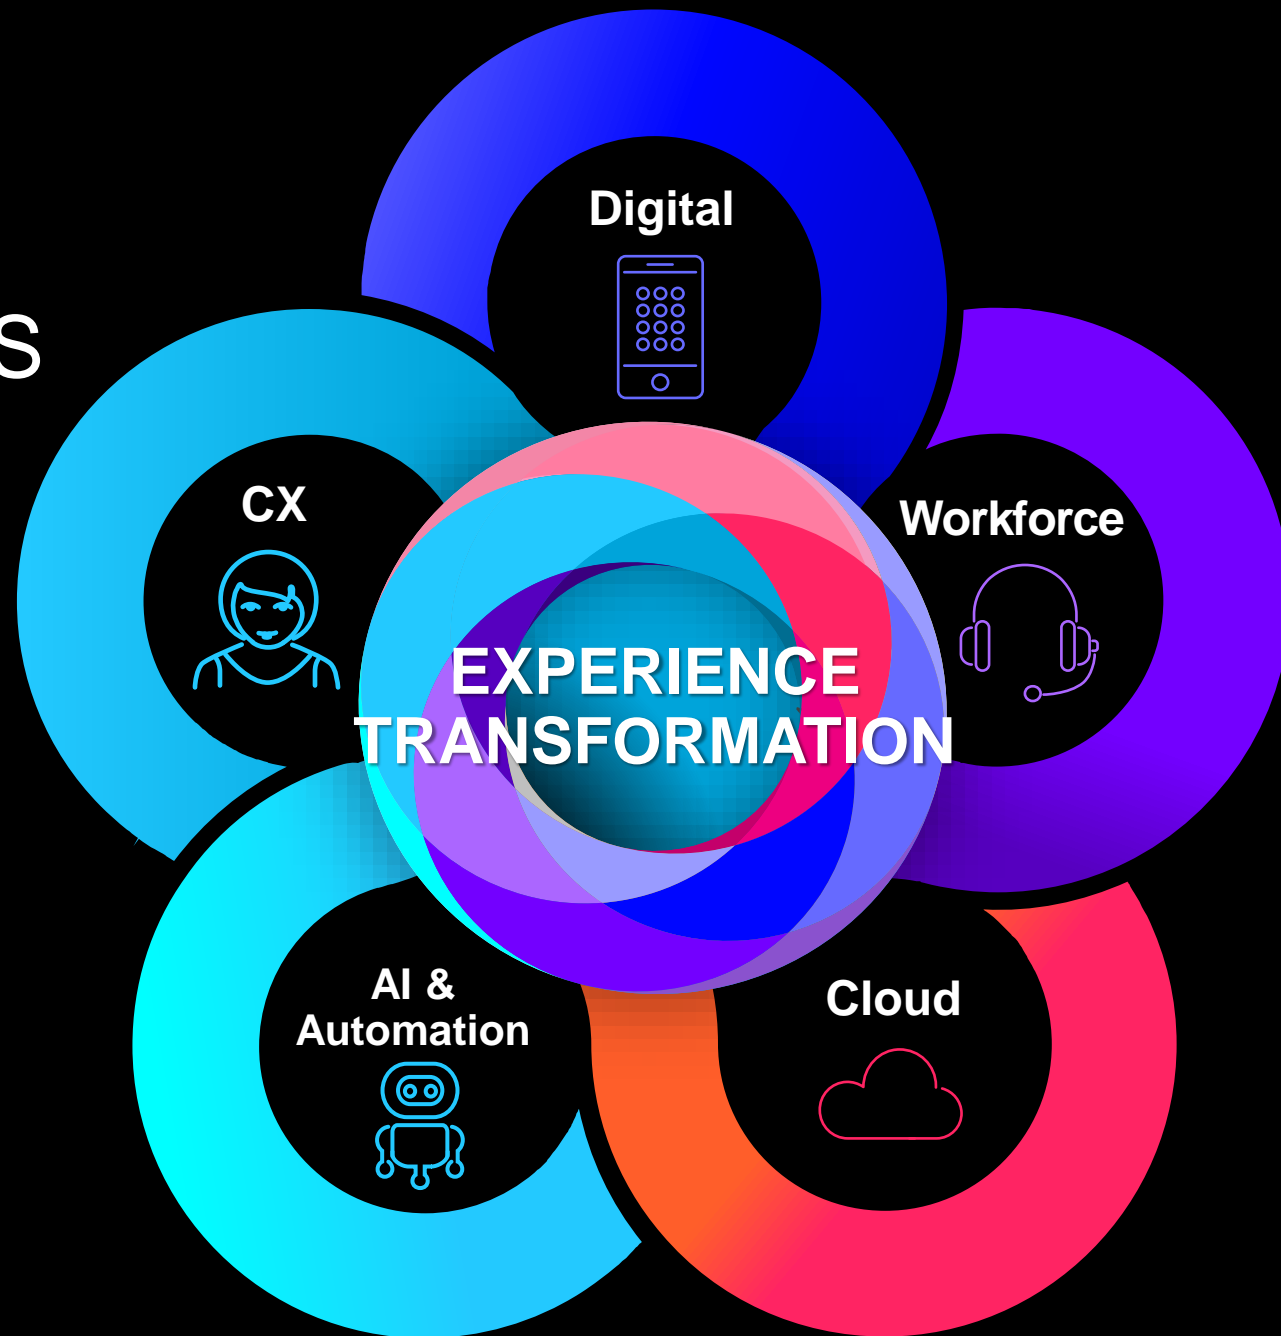 Digital
s
CX
Workforce
EXPERIENCE
TRANSFORMATION
AI &
Automation
Cloud